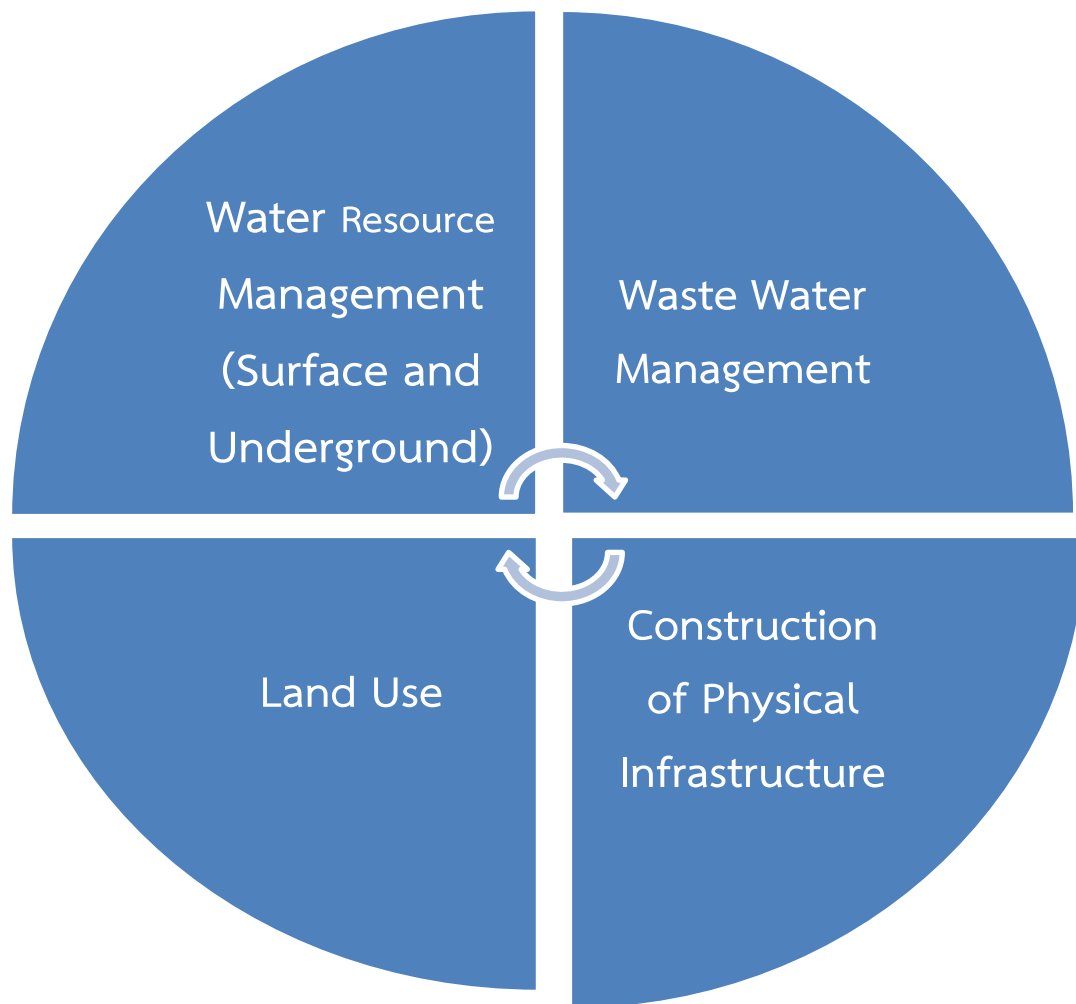 Water Resource
Management
(Surface and
Underground)
Waste Water
Management
Land Use
Construction
of Physical
Infrastructure